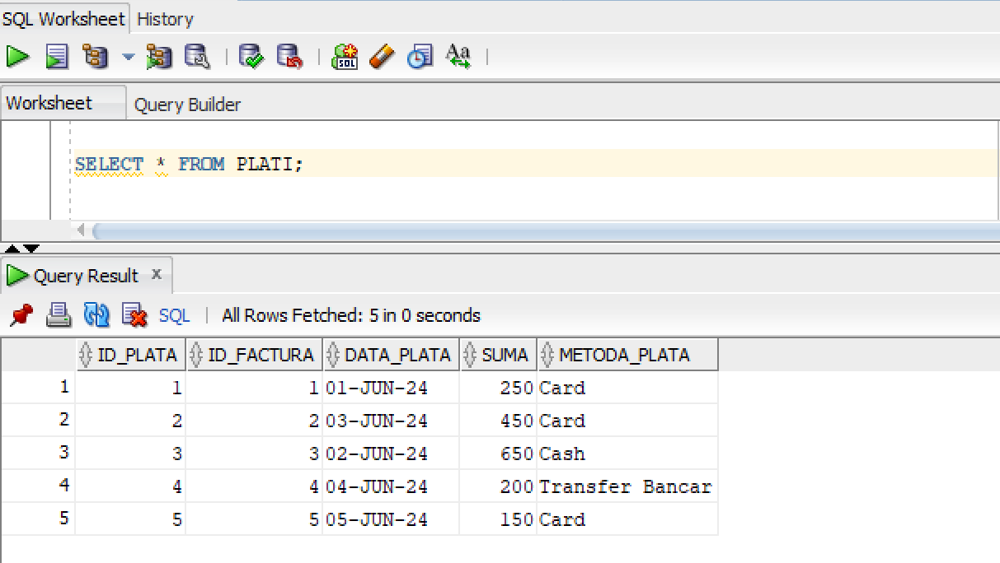 SQL Worksheet History
SQL Aa
Worksheet Query Builder
SELECT * FROM PLATI;
Query Result x
SQL | All Rows Fetched: 5 in 0 seconds
ID_PLATA ID_FACTURA DATA_PLATA SUMA METODA_PLATA
1 1 1 01-JUN-24 250 Card
2 2 2 03-JUN-24 450 Card
3 3 3 02-JUN-24 650 Cash
4 4 4 04-JUN-24 200 Transfer Bancar
5 5 5 05-JUN-24 150 Card